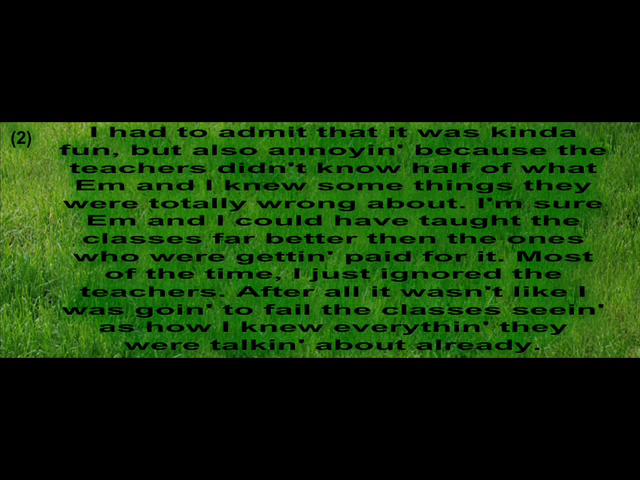 (2)
I had to admit that it was kinda
fun, but also annoyin' because the
teachers didn't know half of what
Em and I knew some things they
were totally wrong about. I'm sure
Em and I could have taught the
classes far better then the ones
who were gettin' paid for it. Most
of the time, I just ignored the
teachers. After all it wasn't like I
was goin' to fail the classes seein'
as how I knew everythin' they
were talkin' about already.